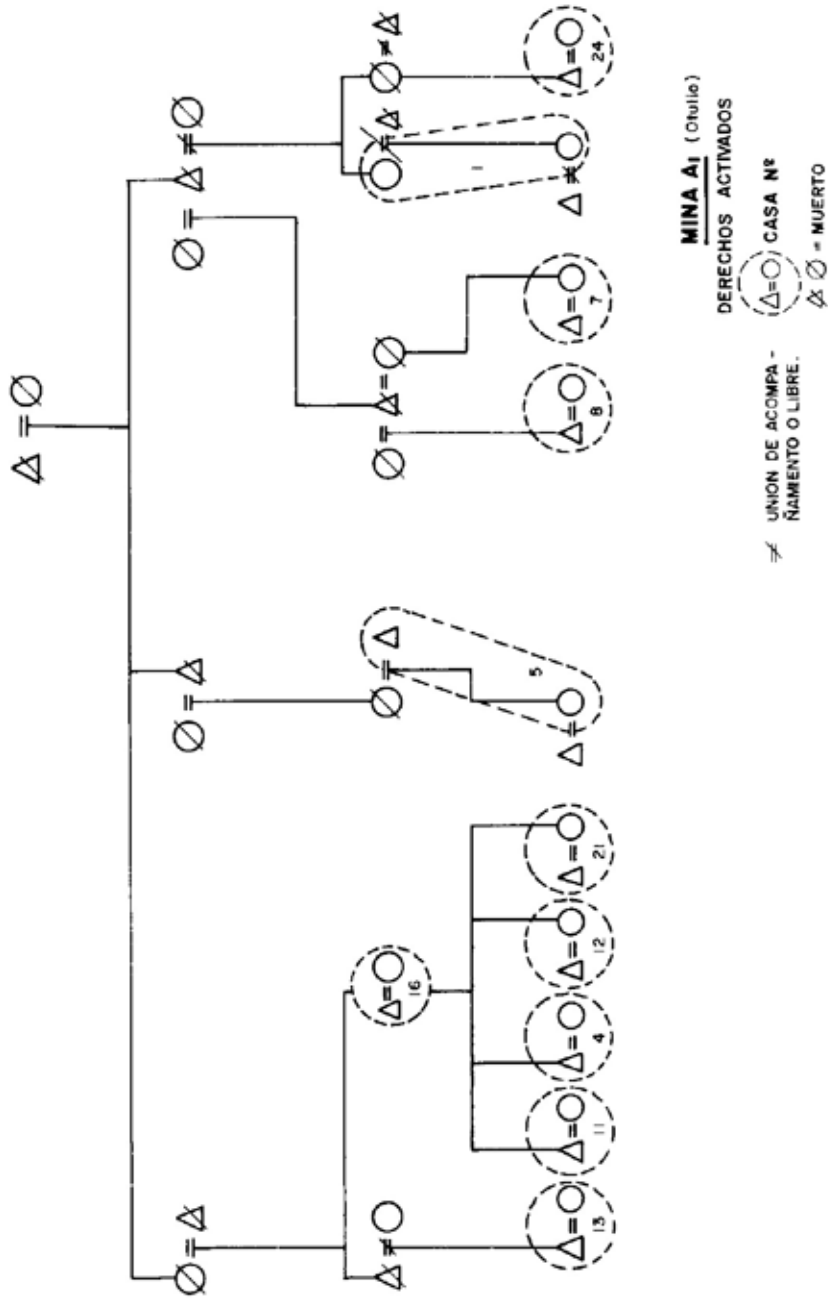 16
1
5
13
11
4
12
21
8
7
24
MINA A1 (Otulio)
DERECHOS ACTIVADOS
CASA Nº
= MUERTO
UNION DE ACOMPA -
ÑAMIENTO O LIBRE.